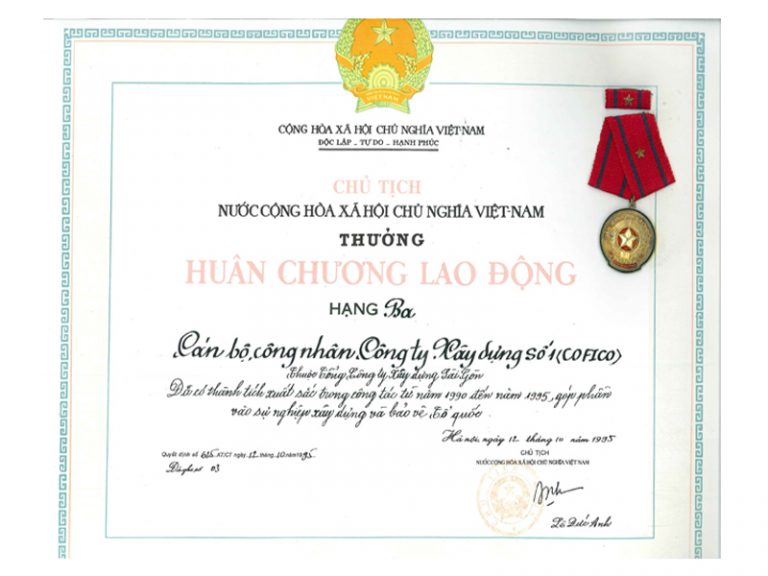 VIỆT NAM
CỘNG HÒA XÃ HỘI CHỦ NGHĨA VIỆT NAM
ĐỘC LẬP - TỰ DO - HẠNH PHÚC
CHỦ TỊCH
NƯỚC CỘNG HÒA XÃ HỘI CHỦ NGHĨA VIỆT-NAM
THƯỞNG
HUÂN CHƯƠNG LAO ĐỘNG
HẠNG Ba
Cán bộ, công nhân, Công ty Xây dựng Số 1 (COFICO)
Thuộc Tổng Công ty Xây dựng Sài Gòn
Đã có thành tích xuất sắc trong công tác từ năm 1990 đến năm 1995, góp phần
vào sự nghiệp xây dựng và bảo vệ Tổ quốc.
Hà nội, ngày 12 tháng 10 năm 1995
Quyết định số 615 KT/CT ngày 12 tháng 10 năm 1995
CHỦ TỊCH
NƯỚC CỘNG HÒA XÃ HỘI CHỦ NGHĨA VIỆT NAM
03
Lê Đức Anh